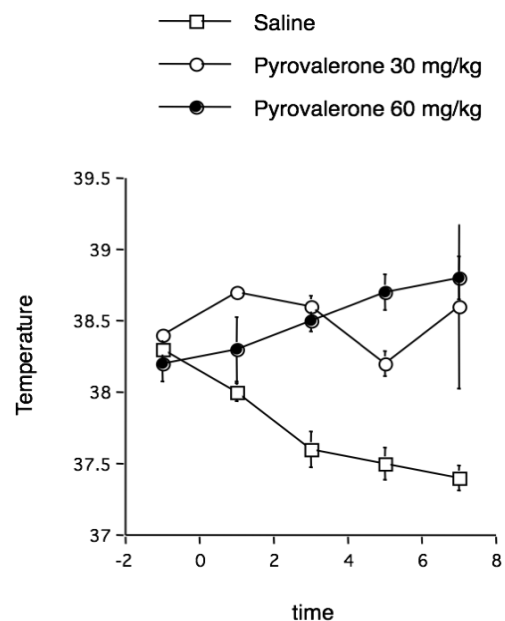 Saline
Pyrovalerone 30 mg/kg
Pyrovalerone 60 mg/kg
39.5
39
38.5
38
37.5
37
-2 0 2 4 6 8
Temperature
time